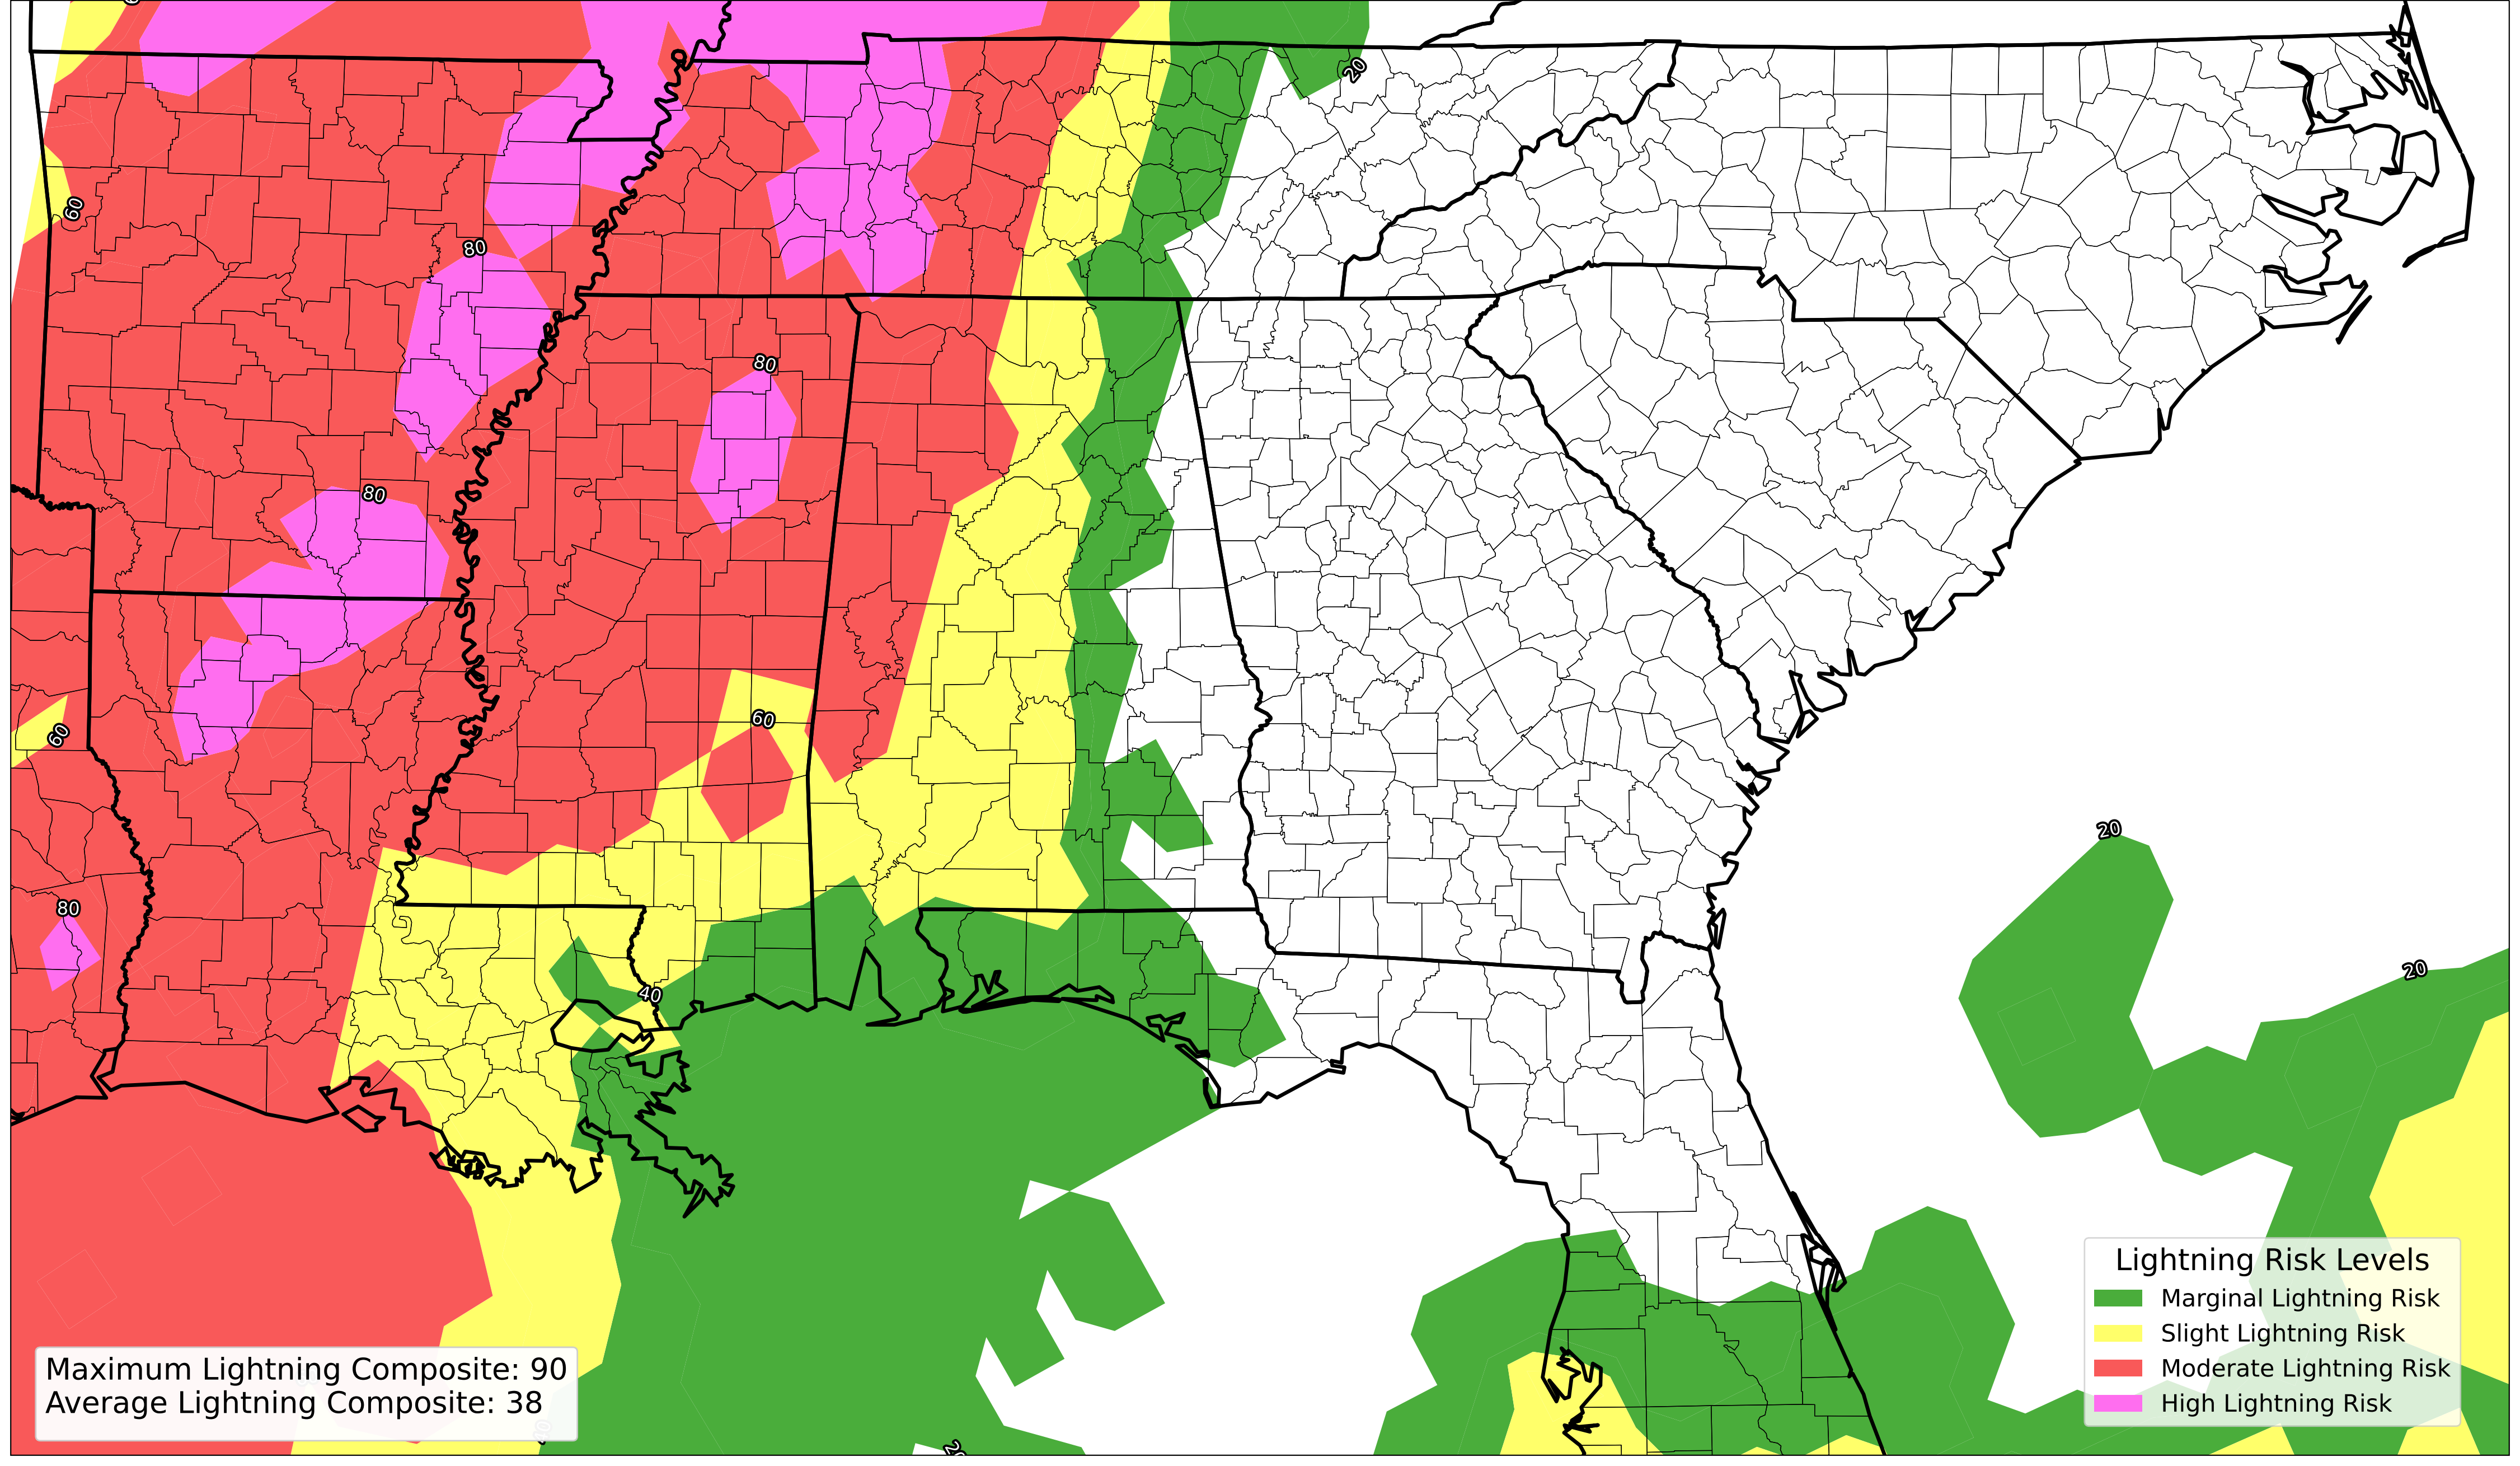 20
60
80
80
80
60
60
80
40
20
20
Lightning Risk Levels
Marginal Lightning Risk
Slight Lightning Risk
Moderate Lightning Risk
High Lightning Risk
Maximum Lightning Composite: 90
Average Lightning Composite: 38